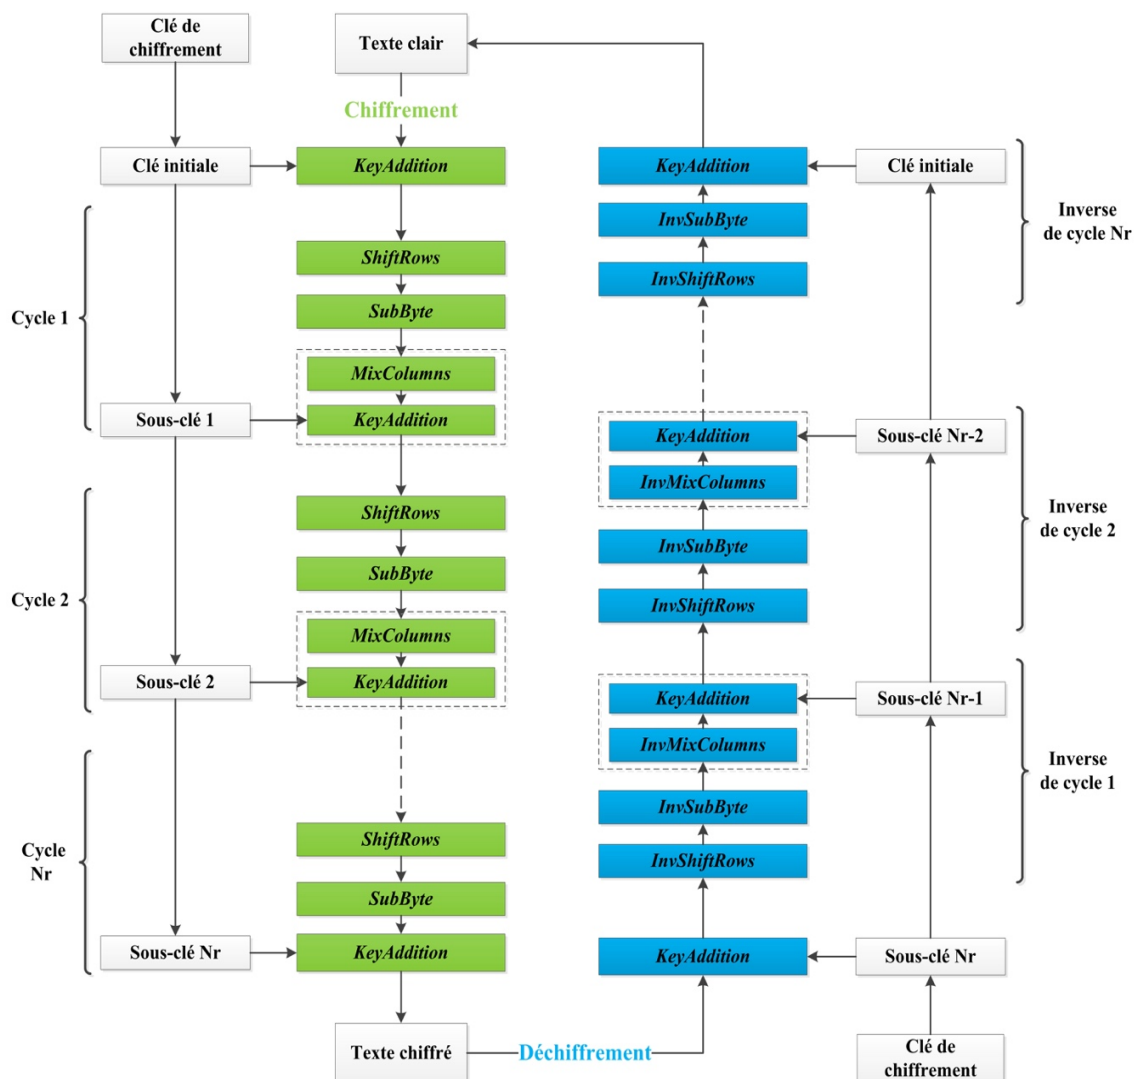 Clé de
chiffrement
Texte clair
Chiffrement
Clé initiale
KeyAddition
Cycle 1
ShiftRows
SubByte
MixColumns
Sous-clé 1
KeyAddition
Cycle 2
ShiftRows
SubByte
MixColumns
Sous-clé 2
KeyAddition
Cycle
Nr
ShiftRows
SubByte
Sous-clé Nr
KeyAddition
Texte chiffré
Déchiffrement
KeyAddition
Clé initiale
InvSubByte
InvShiftRows
Inverse
de cycle Nr
KeyAddition
Sous-clé Nr-2
InvMixColumns
InvSubByte
InvShiftRows
Inverse
de cycle 2
KeyAddition
Sous-clé Nr-1
InvMixColumns
InvSubByte
InvShiftRows
Inverse
de cycle 1
KeyAddition
Sous-clé Nr
Clé de
chiffrement